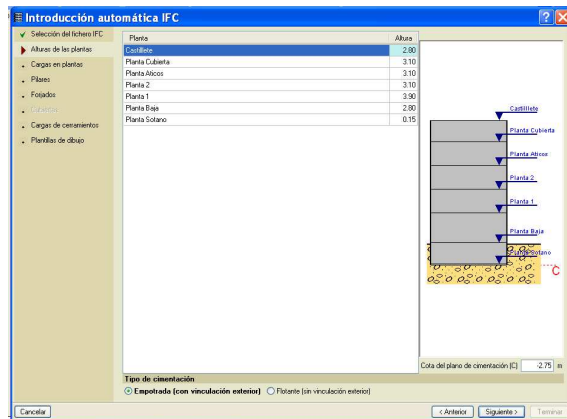 Introducción automática IFC
Selección del fichero IFC
Alturas de las plantas
Cargas en plantas
Pilares
Forjados
Cubiertas
Cargas de cerramientos
Plantillas de dibujo
Planta Altura
Castillete 2.80
Planta Cubierta 3.10
Planta Aticos 3.10
Planta 2 3.10
Planta 1 3.90
Planta Baja 2.80
Planta Sotano 0.15
Castillete
Planta Cubierta
Planta Aticos
Planta 2
Planta 1
Planta Baja
Planta Sotano
C
Cota del plano de cimentación (C) -2.75 m
Tipo de cimentación
Empotrada (con vinculación exterior) Flotante (sin vinculación exterior)
Cancelar < Anterior Siguiente > Terminar